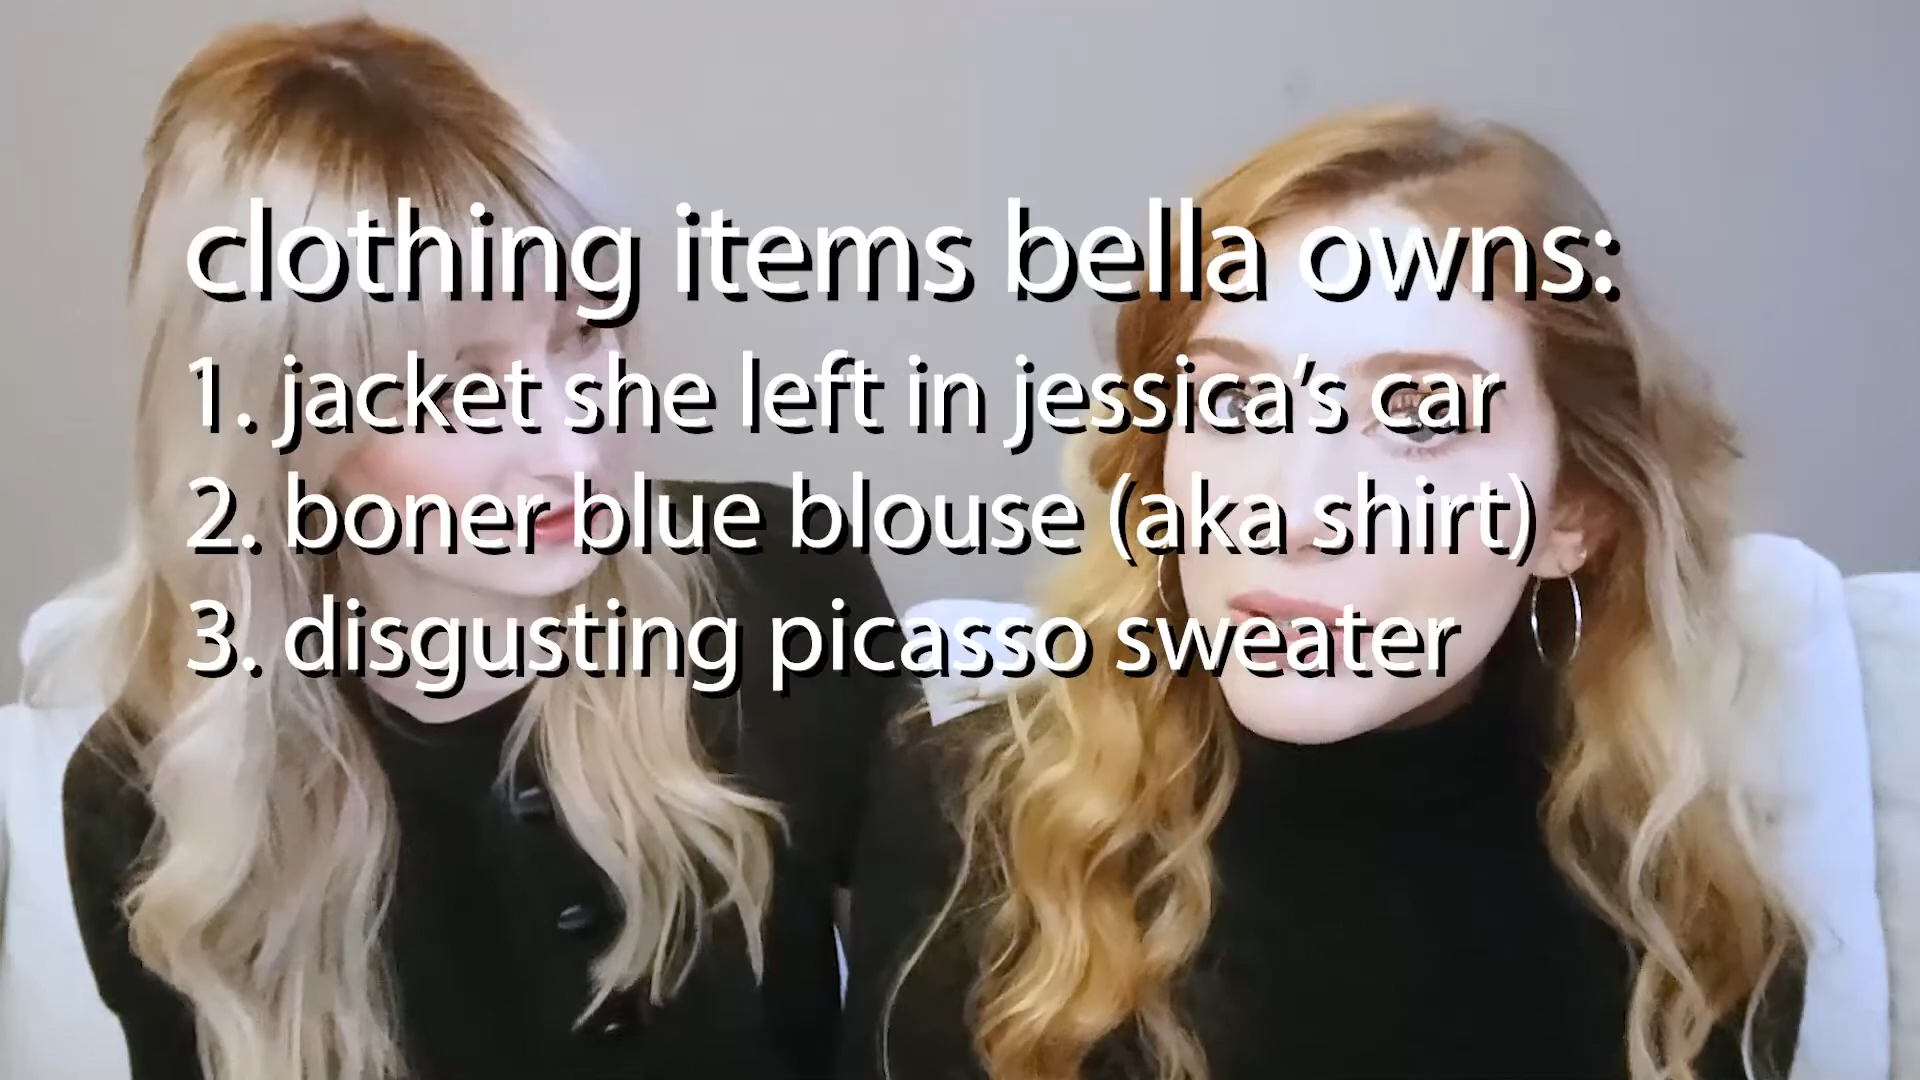 clothing items bella owns:
1. jacket she left in jessica's car
2. boner blue blouse (aka shirt)
3. disgusting picasso sweater